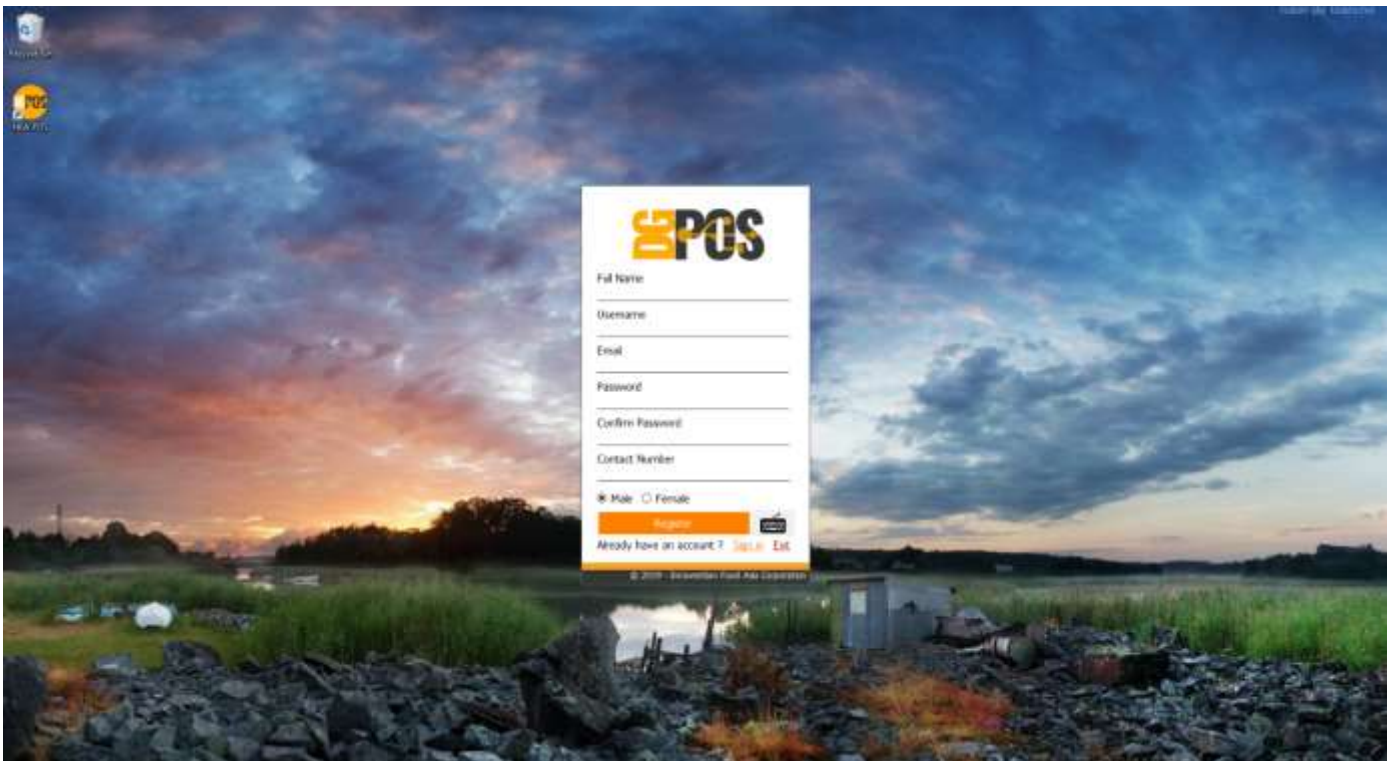 POS
DGPOS
Full Name
Username
Email
Password
Confirm Password
Contact Number
Male Female
Register
Already have an account ? Sign in Exit